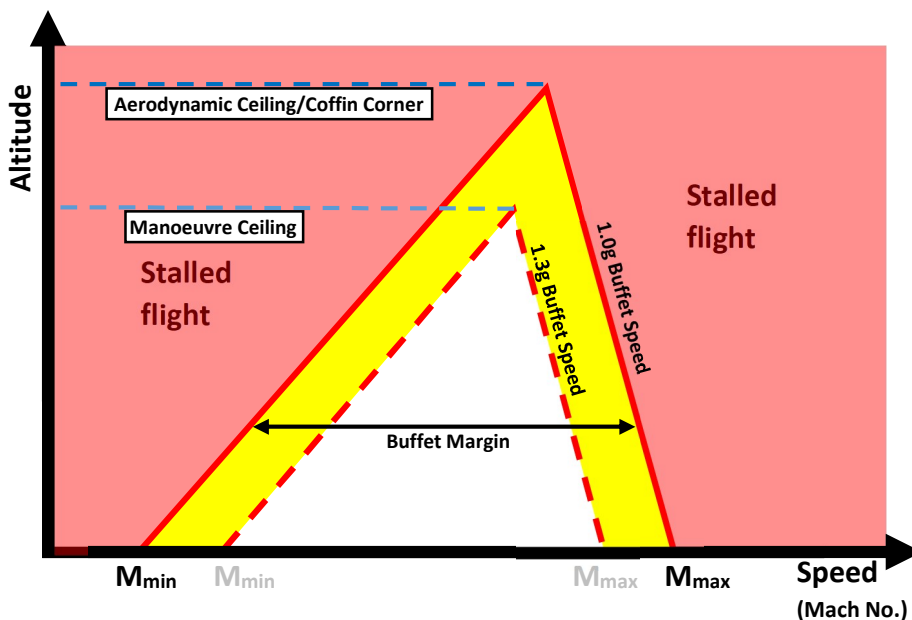 Altitude
Aerodynamic Ceiling/Coffin Corner
Manoeuvre Ceiling
Stalled
flight
Stalled
flight
1.0g Buffet Speed
1.3g Buffet Speed
Buffet Margin
Mmin
Mmin
Mmax
Mmax
Speed
(Mach No.)